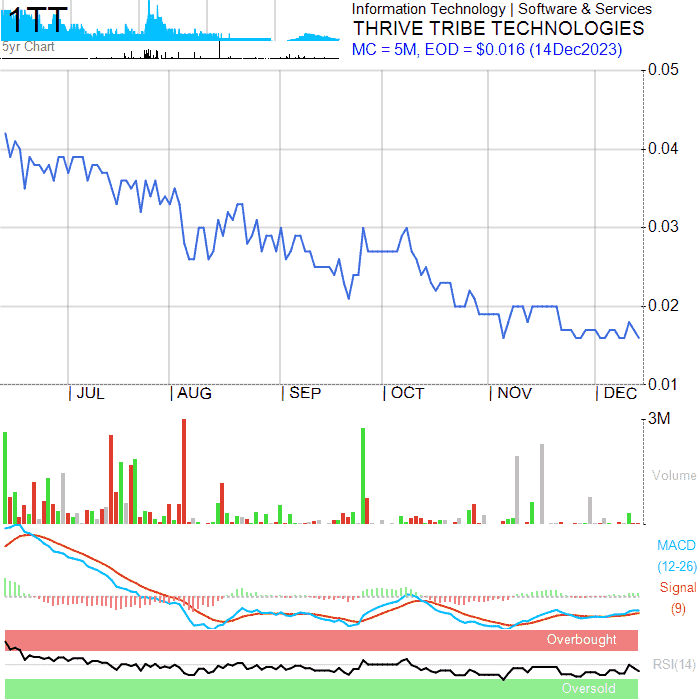 1TT
Information Technology | Software & Services
THRIVE TRIBE TECHNOLOGIES
5yr Chart
MC = 5M, EOD = $0.016 (14Dec2023)
0.05
0.04
0.03
0.02
0.01
JUL AUG SEP OCT NOV DEC
3M
Volume
MACD
(12-26)
Signal
(9)
Overbought
RSI(14)
Oversold